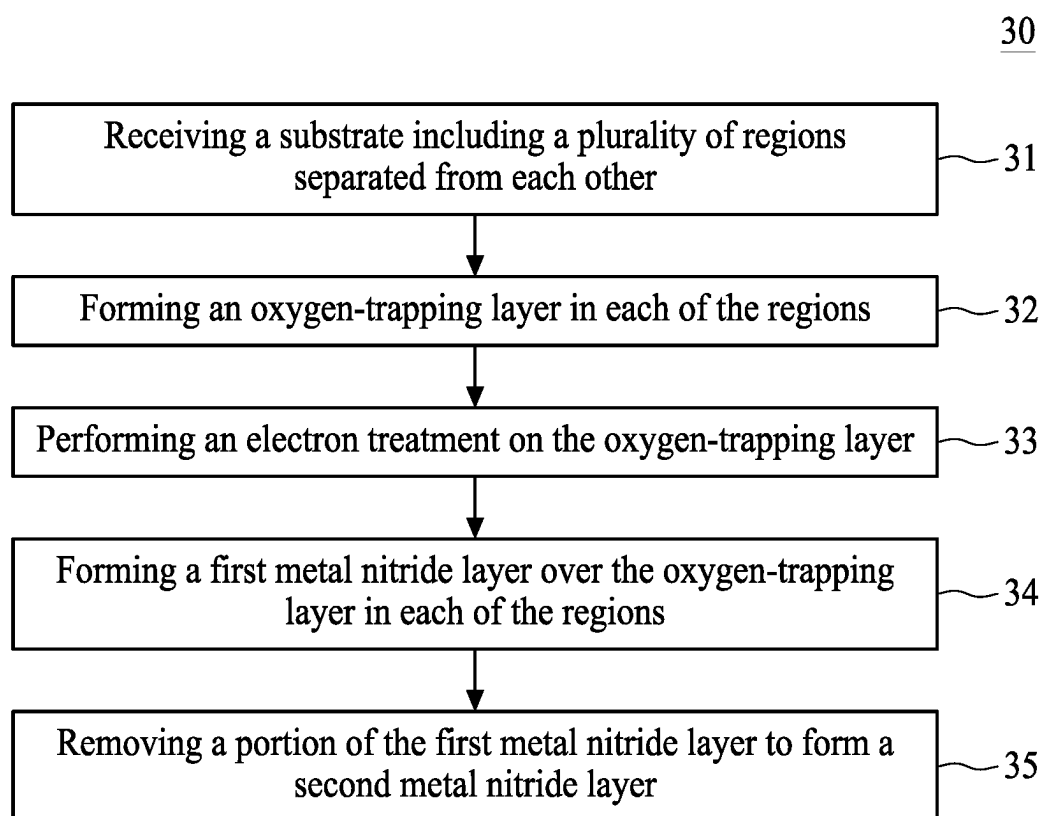 30
Receiving a substrate including a plurality of regions
separated from each other
31
Forming an oxygen-trapping layer in each of the regions
32
Performing an electron treatment on the oxygen-trapping layer
33
Forming a first metal nitride layer over the oxygen-trapping
layer in each of the regions
34
Removing a portion of the first metal nitride layer to form a
second metal nitride layer
35